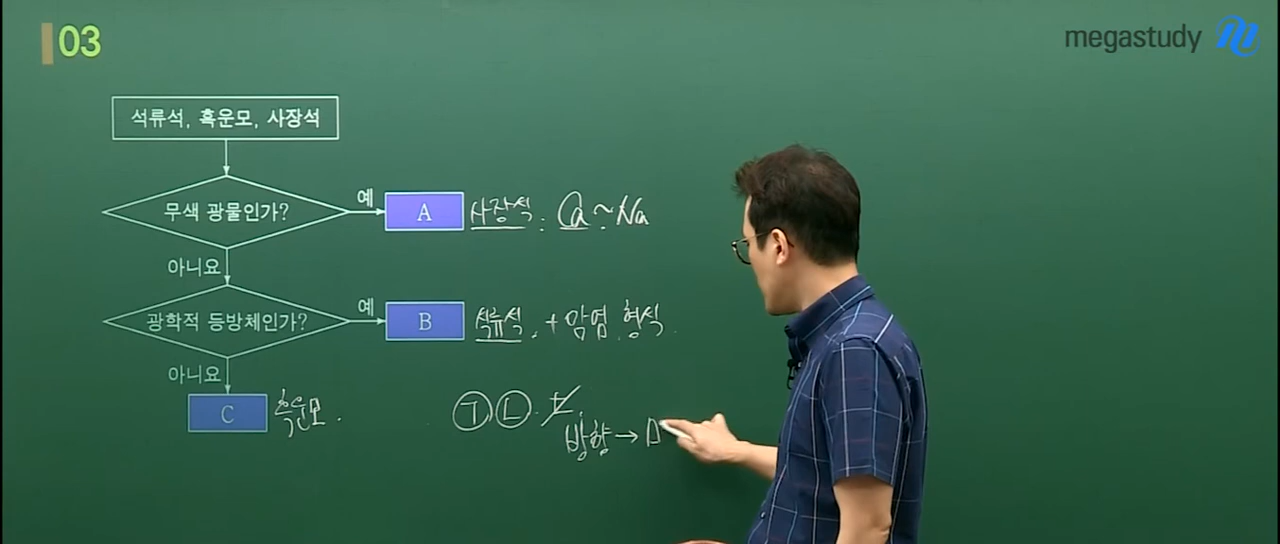 03
megastudy
석류석, 흑운모, 사장석
무색 광물인가?
예
A
사장석 : Ca ~ Na
아니요
광학적 등방체인가?
예
B
석류석. + 암염 형석.
아니요
C
흑운모.
ㄱ ㄴ. ㄷ.
방향 →